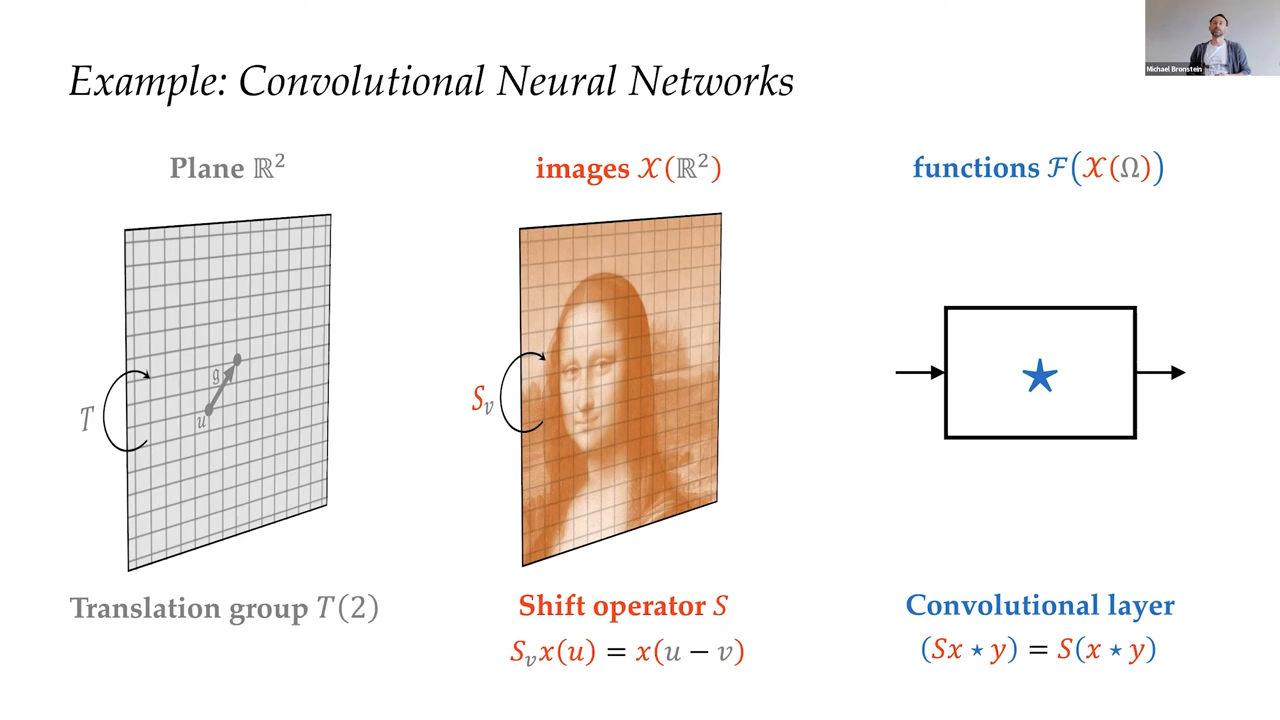 Michael Bronstein
Example: Convolutional Neural Networks
Plane ℝ²
images 𝒳(ℝ²)
functions ℱ(𝒳(Ω))
T
g
u
S_v
★
Translation group T(2)
Shift operator S
S_v x(u) = x(u − v)
Convolutional layer
(Sx ⋆ y) = S(x ⋆ y)